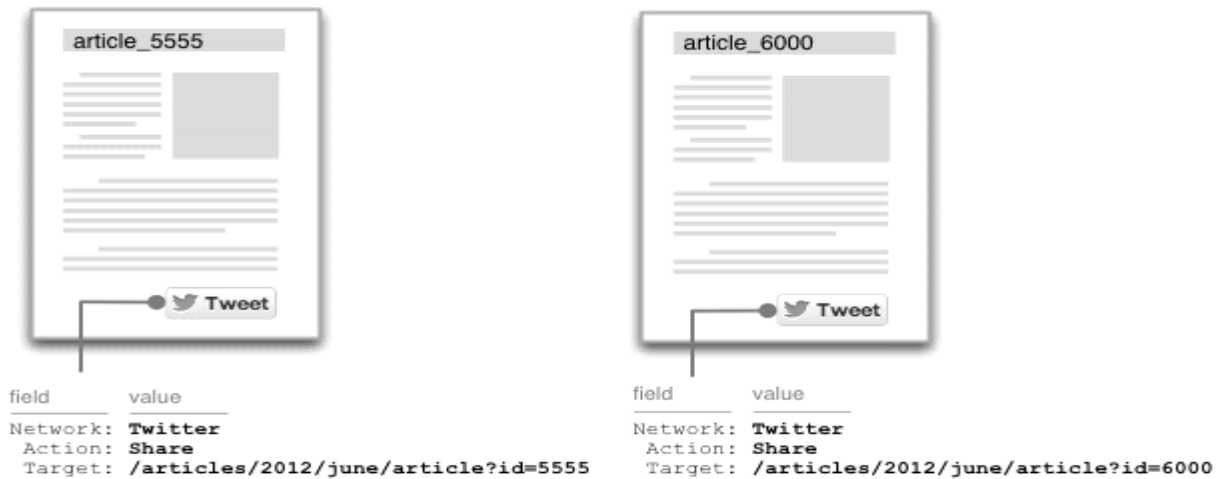 article_5555
Tweet
field value
Network: Twitter
Action: Share
Target: /articles/2012/june/article?id=5555
article_6000
Tweet
field value
Network: Twitter
Action: Share
Target: /articles/2012/june/article?id=6000